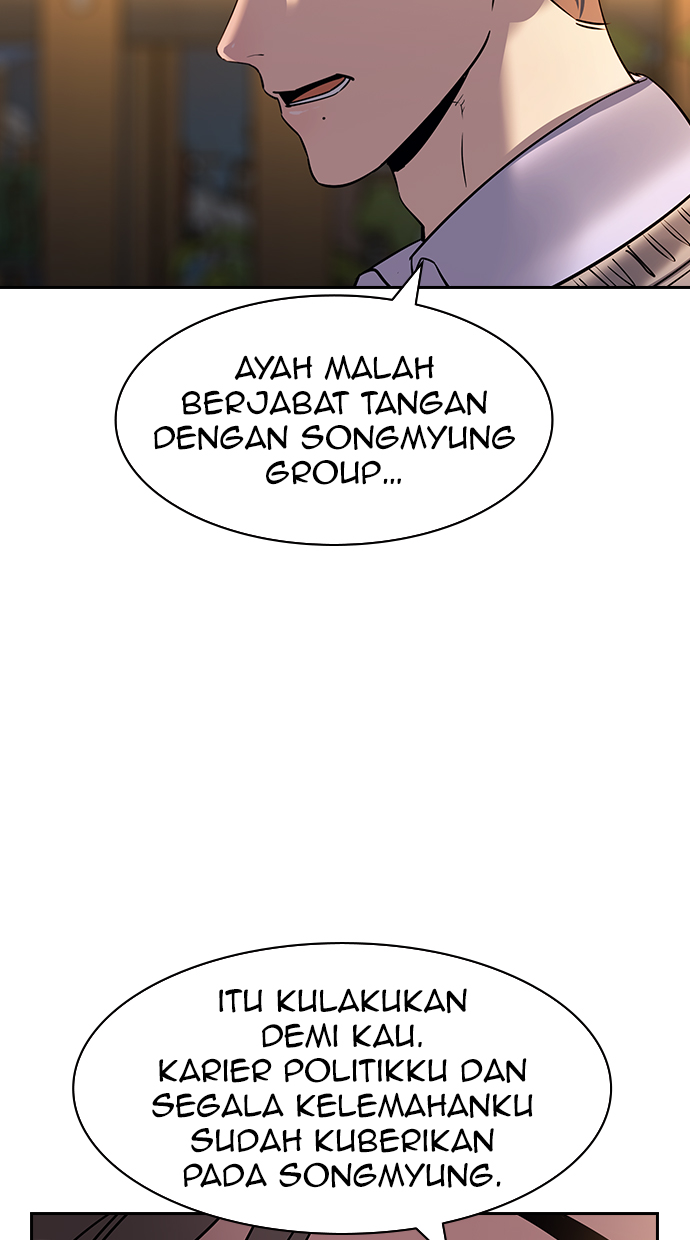 AYAH MALAH
BERJABAT TANGAN
DENGAN SONGMYUNG
GROUP...
ITU KULAKUKAN
DEMI KAU.
KARIER POLITIKKU DAN
SEGALA KELEMAHANKU
SUDAH KUBERIKAN
PADA SONGMYUNG.